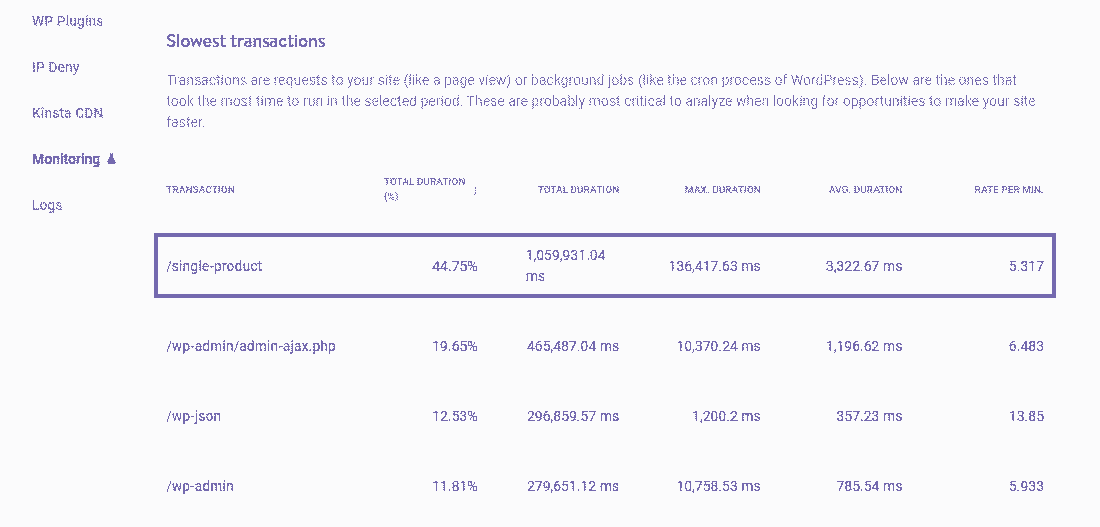 WP Plugins
IP Deny
Kinsta CDN
Monitoring
Logs
Slowest transactions
Transactions are requests to your site (like a page view) or background jobs (like the cron process of WordPress). Below are the ones that
took the most time to run in the selected period. These are probably most critical to analyze when looking for opportunities to make your site
faster.
TRANSACTION TOTAL DURATION (%) TOTAL DURATION MAX. DURATION AVG. DURATION RATE PER MIN.
/single-product 44.75% 1,059,931.04 ms 136,417.63 ms 3,322.67 ms 5.317
/wp-admin/admin-ajax.php 19.65% 465,487.04 ms 10,370.24 ms 1,196.62 ms 6.483
/wp-json 12.53% 296,859.57 ms 1,200.2 ms 357.23 ms 13.85
/wp-admin 11.81% 279,651.12 ms 10,758.53 ms 785.54 ms 5.933